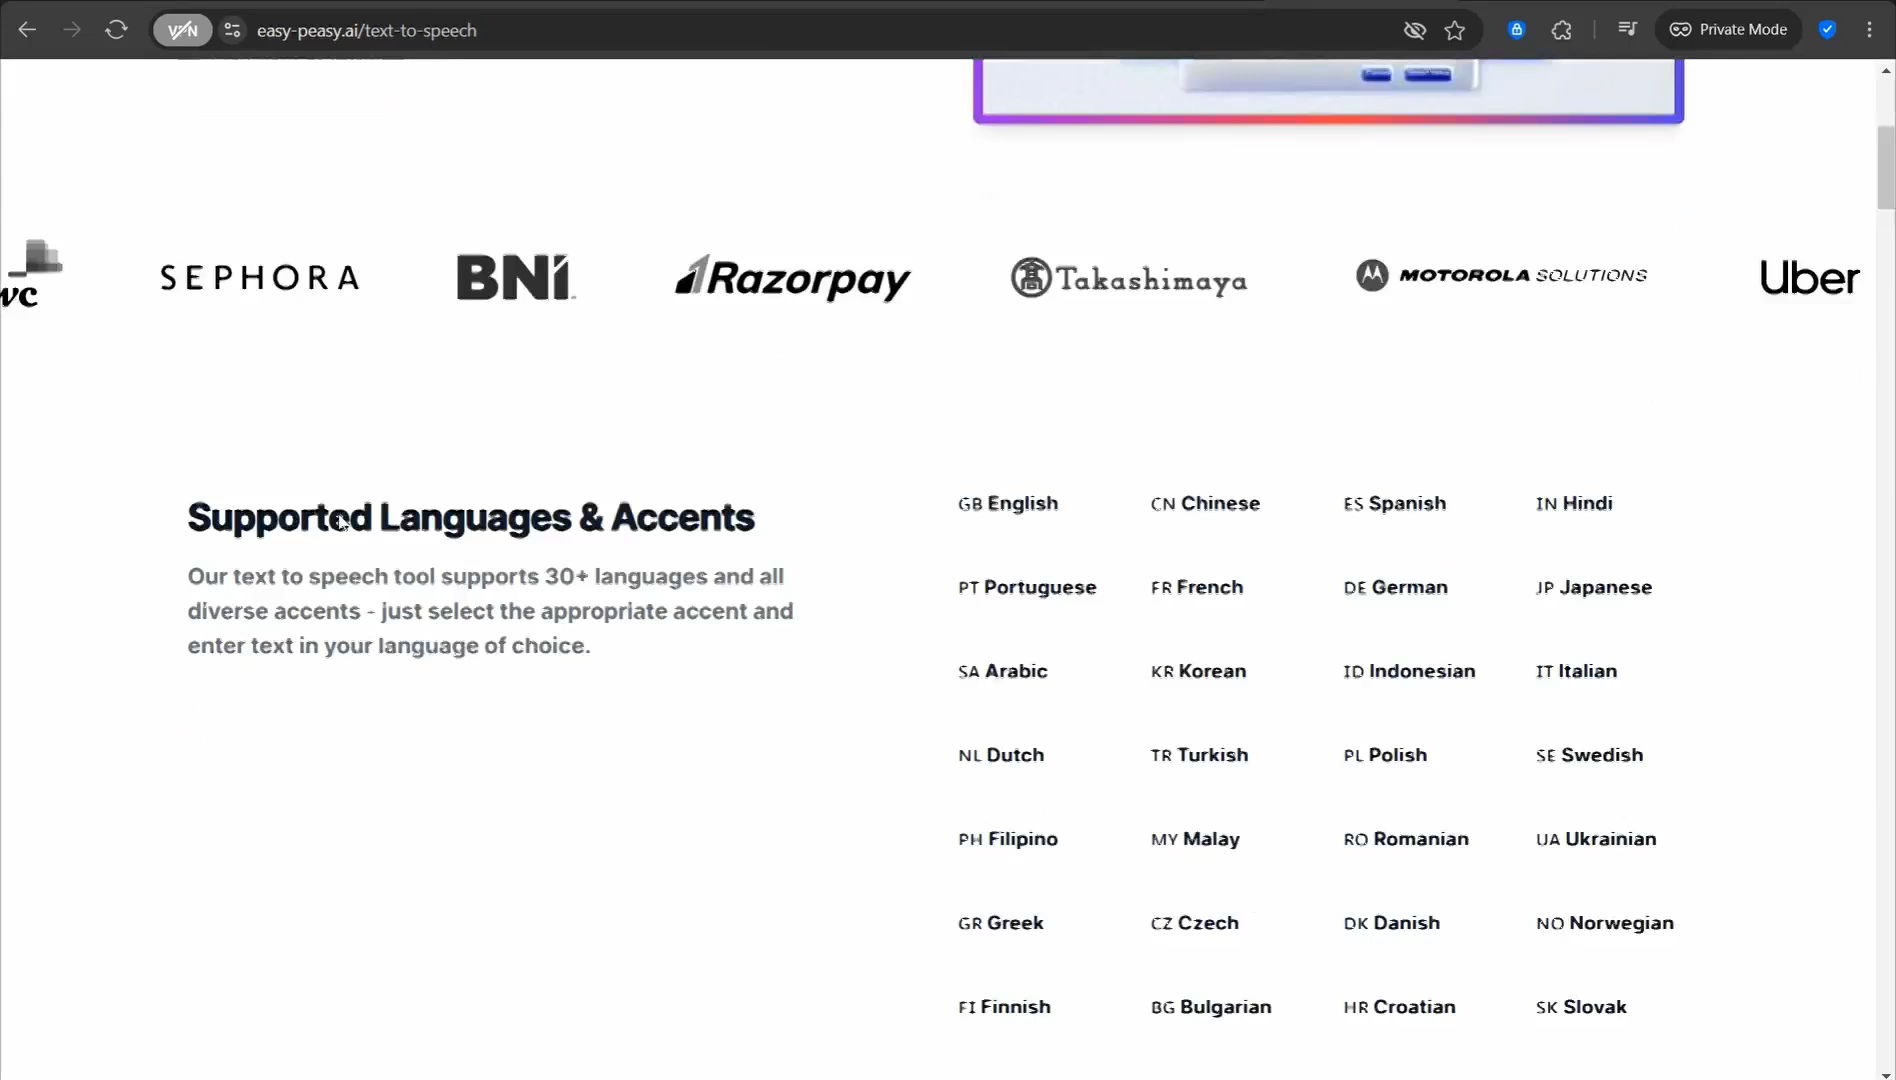 VPN
easy-peasy.ai/text-to-speech
Private Mode
wc
SEPHORA
BNi
Razorpay
Takashimaya
MOTOROLA SOLUTIONS
Uber
Supported Languages & Accents
Our text to speech tool supports 30+ languages and all
diverse accents - just select the appropriate accent and
enter text in your language of choice.
GB English
CN Chinese
ES Spanish
IN Hindi
PT Portuguese
FR French
DE German
JP Japanese
SA Arabic
KR Korean
ID Indonesian
IT Italian
NL Dutch
TR Turkish
PL Polish
SE Swedish
PH Filipino
MY Malay
RO Romanian
UA Ukrainian
GR Greek
CZ Czech
DK Danish
NO Norwegian
FI Finnish
BG Bulgarian
HR Croatian
SK Slovak